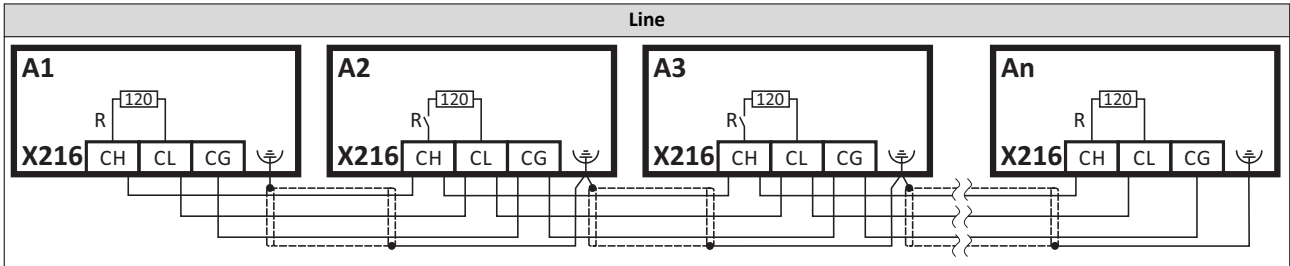 Line
A1 A2 A3 An
120 120 120 120
R R R R
X216 CH CL CG X216 CH CL CG X216 CH CL CG X216 CH CL CG